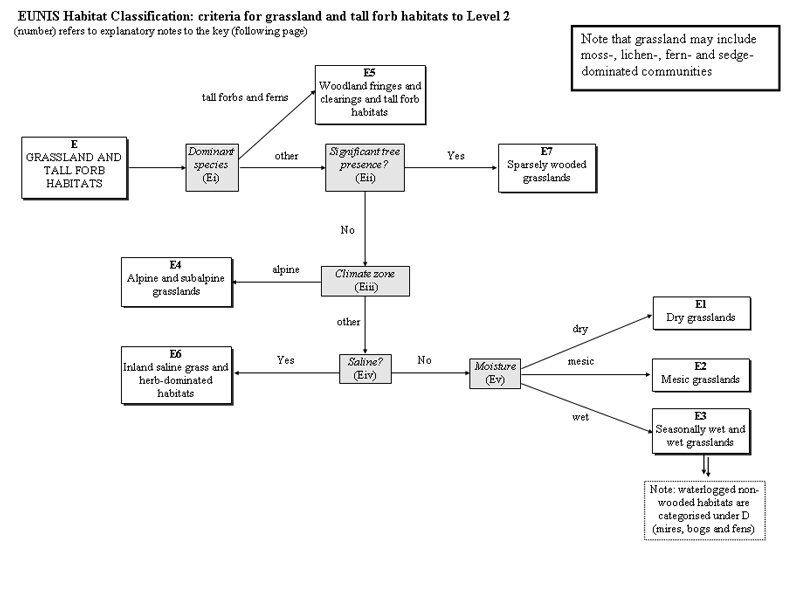 EUNIS Habitat Classification: criteria for grassland and tall forb habitats to Level 2
(number) refers to explanatory notes to the key (following page)
Note that grassland may include
moss-, lichen-, fern- and sedge-
dominated communities
E5
Woodland fringes and
clearings and tall forb
habitats
tall forbs and ferns
E
GRASSLAND AND
TALL FORB
HABITATS
Dominant
species
(Ei)
other
Significant tree
presence?
(Eii)
Yes
E7
Sparsely wooded
grasslands
No
E4
Alpine and subalpine
grasslands
alpine
Climate zone
(Eiii)
other
E1
Dry grasslands
dry
E6
Inland saline grass and
herb-dominated
habitats
Yes
Saline?
(Eiv)
No
Moisture
(Ev)
mesic
E2
Mesic grasslands
wet
E3
Seasonally wet and
wet grasslands
Note: waterlogged non-
wooded habitats are
categorised under D
(mires, bogs and fens)